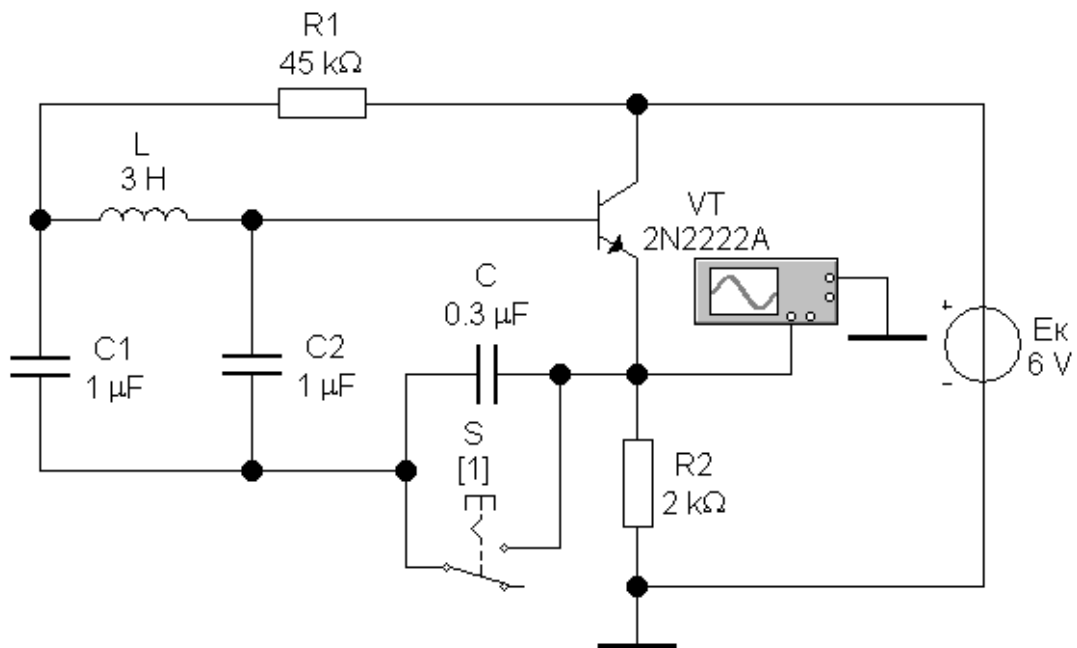 R1
45 kΩ
L
3 H
VT
2N2222A
C
0.3 µF
C1
1 µF
C2
1 µF
S
[1]
R2
2 kΩ
+
Eк
6 V
-